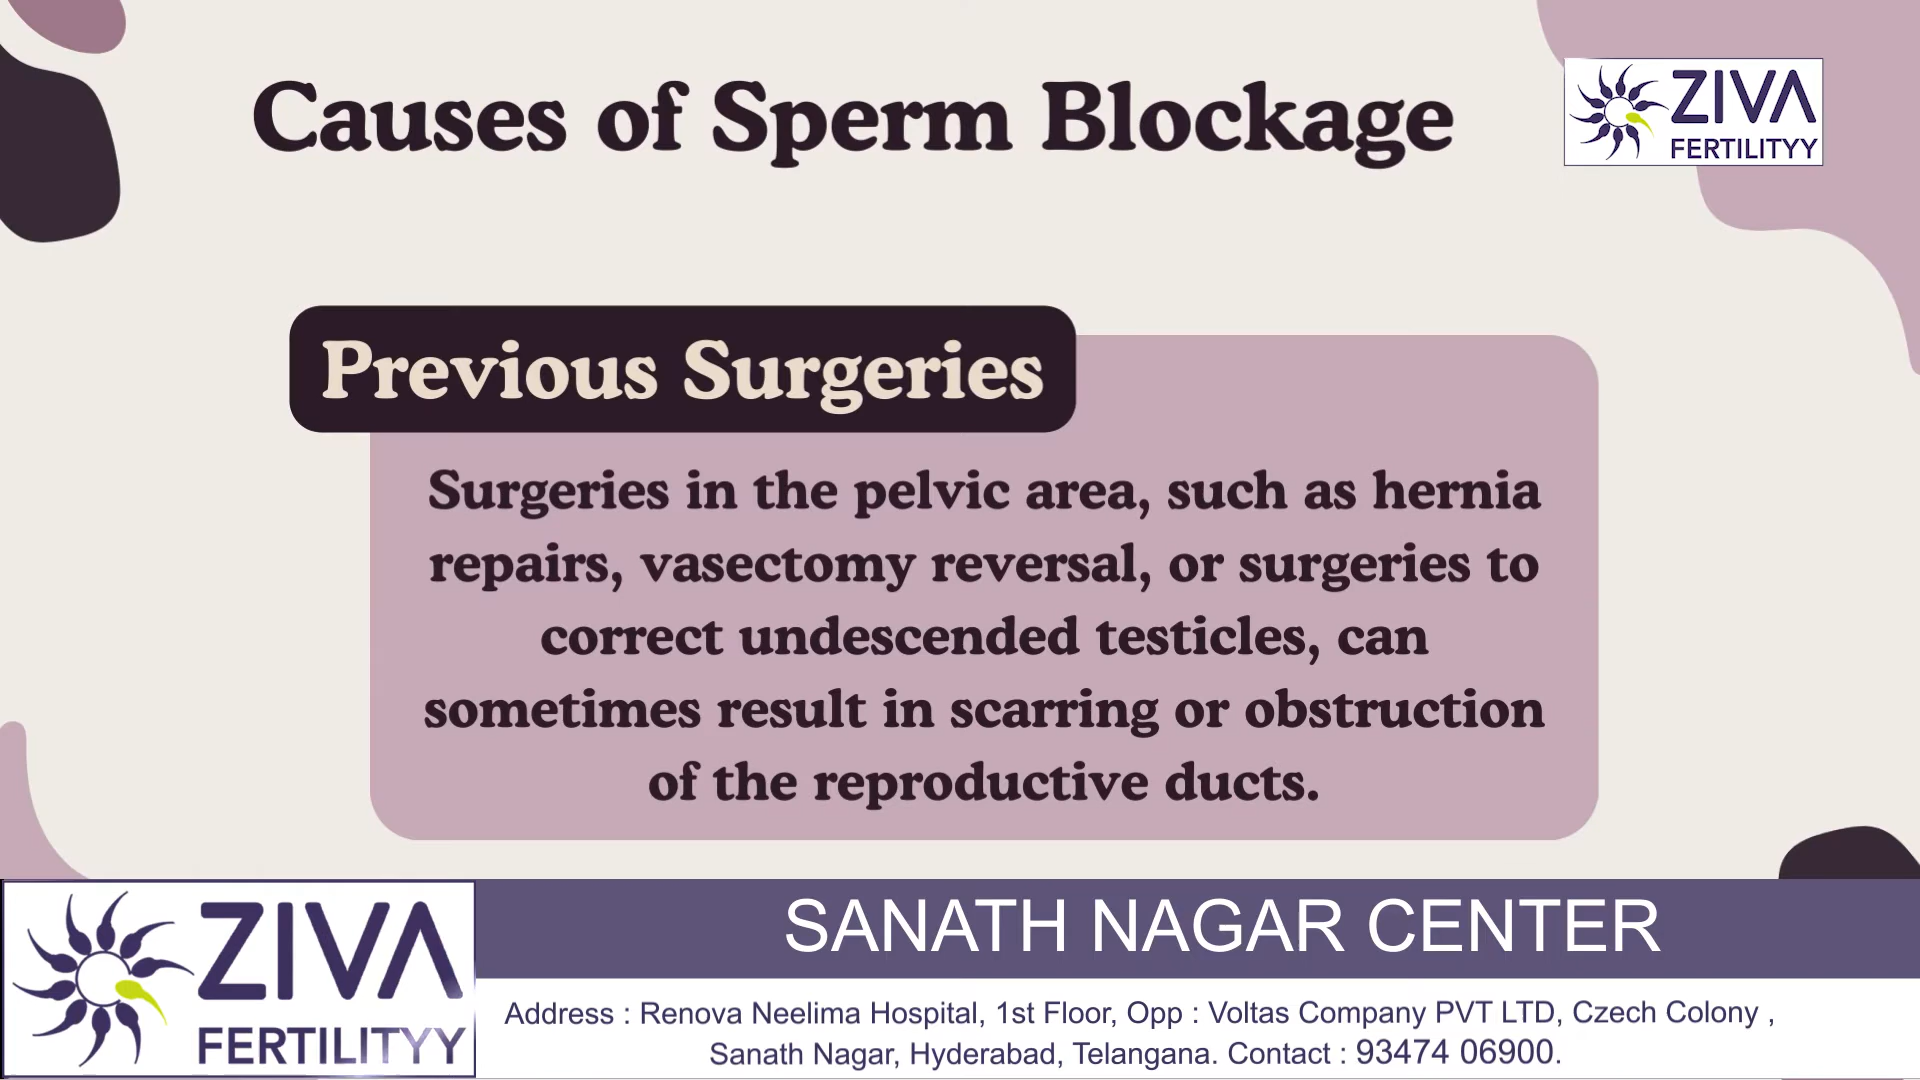 Causes of Sperm Blockage
ZIVA
FERTILITYY
Previous Surgeries
Surgeries in the pelvic area, such as hernia
repairs, vasectomy reversal, or surgeries to
correct undescended testicles, can
sometimes result in scarring or obstruction
of the reproductive ducts.
ZIVA
FERTILITYY
SANATH NAGAR CENTER
Address : Renova Neelima Hospital, 1st Floor, Opp : Voltas Company PVT LTD, Czech Colony ,
Sanath Nagar, Hyderabad, Telangana. Contact : 93474 06900.